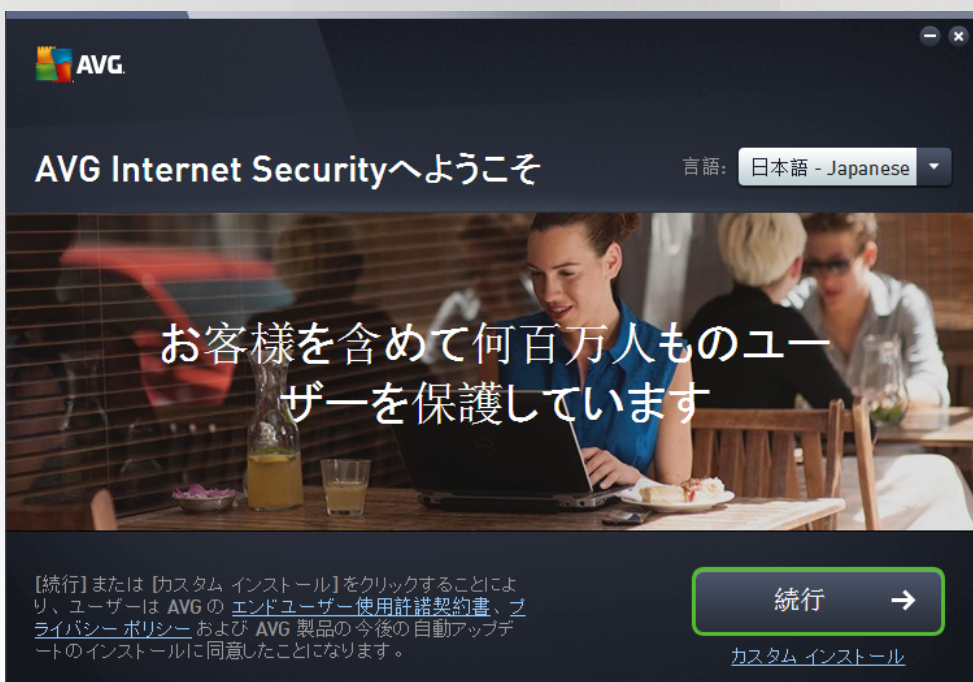 AVG.
AVG Internet Securityへようこそ
言語: 日本語 - Japanese
お客様を含めて何百万人ものユー
ザーを保護しています
[続行] または [カスタム インストール] をクリックすることによ
り、ユーザーは AVG の エンドユーザー使用許諾契約書、プ
ライバシー ポリシー および AVG 製品の今後の自動アップデ
ートのインストールに同意したことになります。
続行 →
カスタム インストール